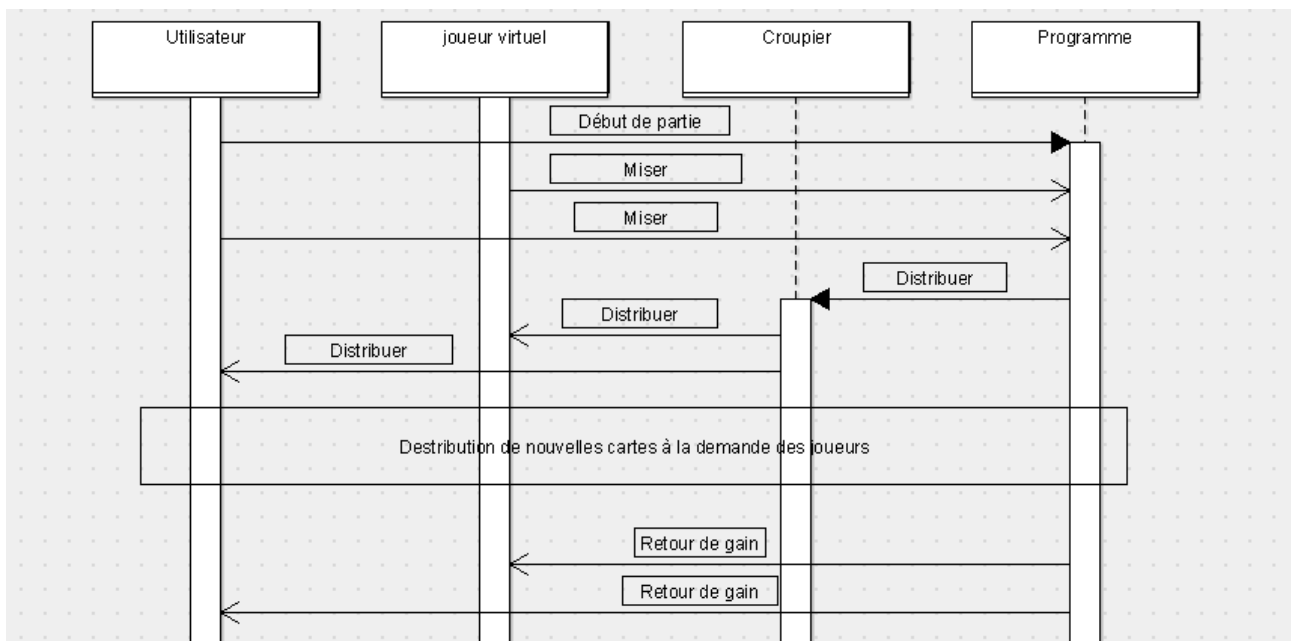 Utilisateur
joueur virtuel
Croupier
Programme
Début de partie
Miser
Miser
Distribuer
Distribuer
Distribuer
Destribution de nouvelles cartes à la demande des joueurs
Retour de gain
Retour de gain